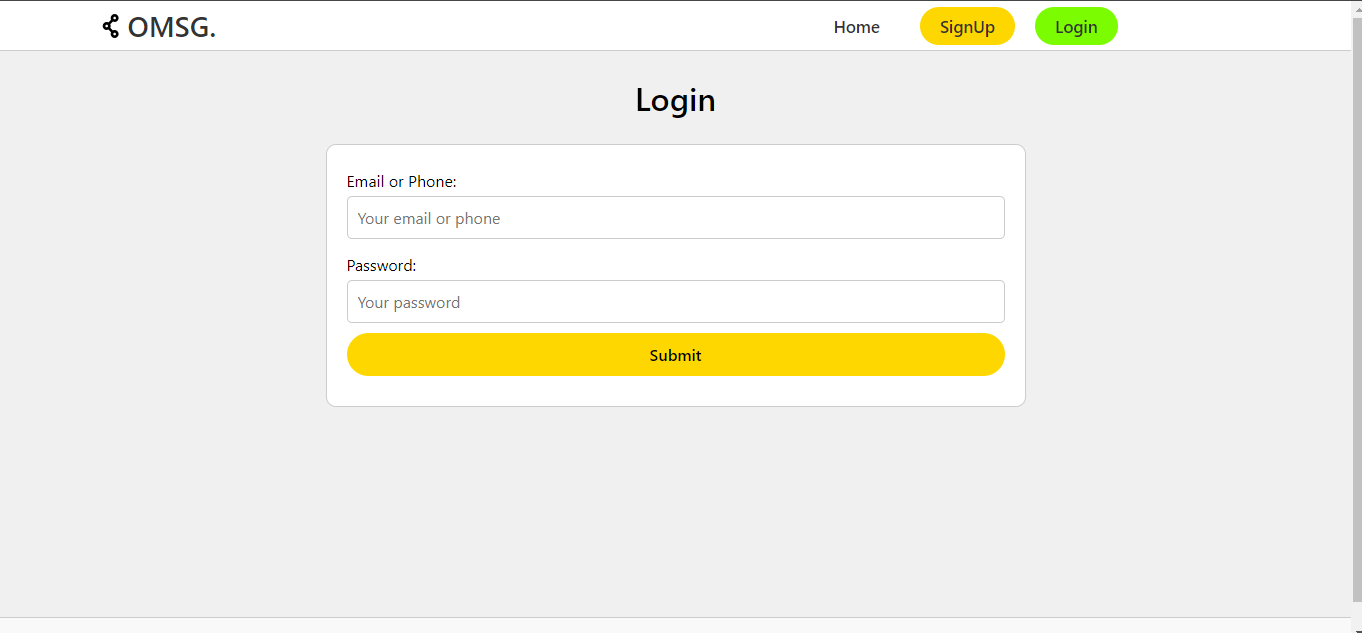 OMSG.
Home
SignUp
Login
Login
Email or Phone:
Your email or phone
Password:
Your password
Submit